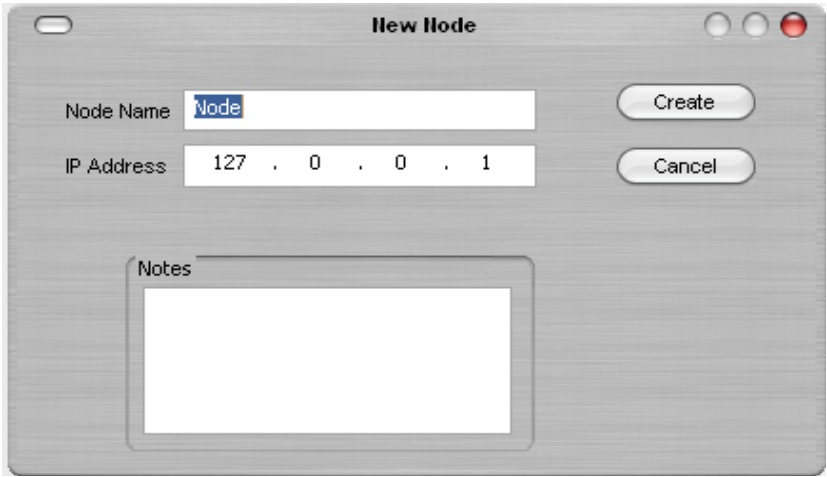 New Node
Node Name Node Create
IP Address 127 . 0 . 0 . 1 Cancel
Notes